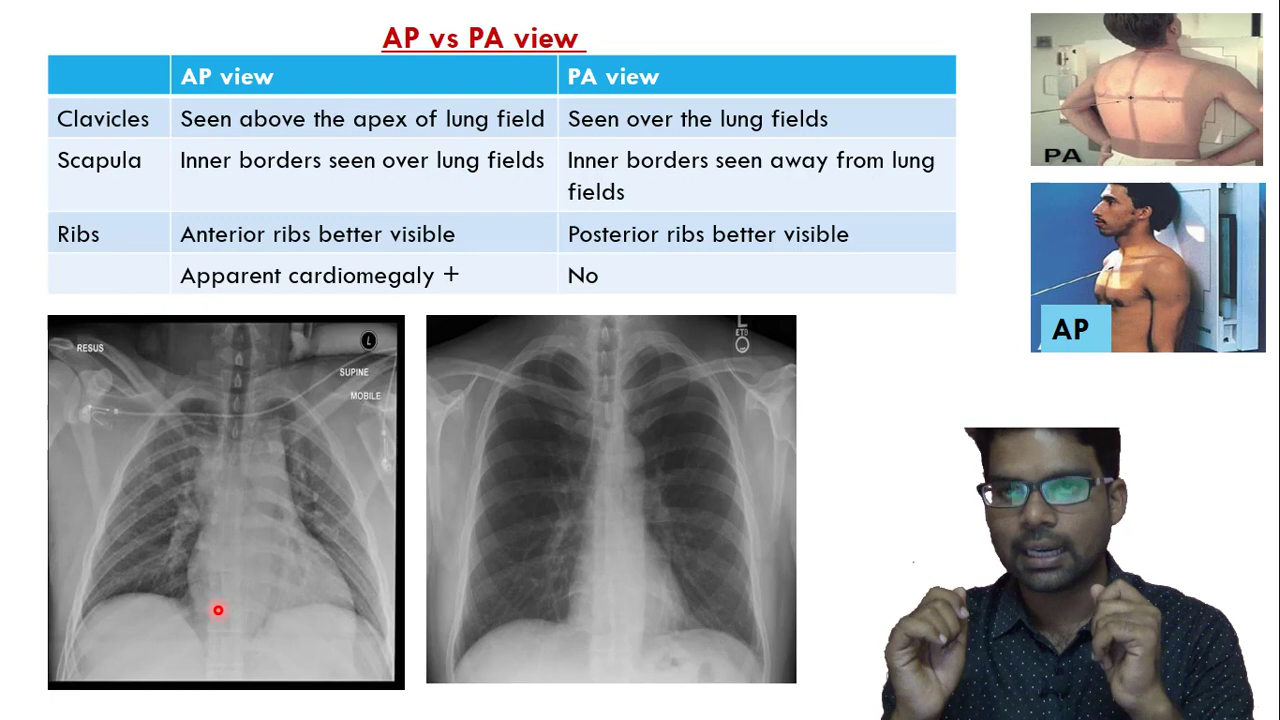 AP vs PA view
AP view
PA view
Clavicles
Seen above the apex of lung field
Seen over the lung fields
Scapula
Inner borders seen over lung fields
Inner borders seen away from lung
fields
Ribs
Anterior ribs better visible
Posterior ribs better visible
Apparent cardiomegaly +
No
PA
AP
RESUS
L
SUPINE
MOBILE
L
ETB